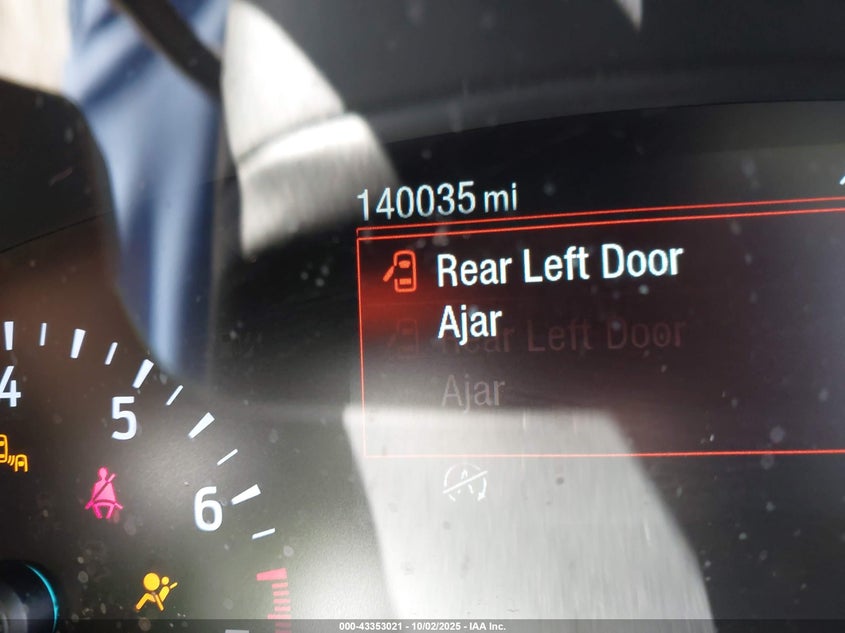 140035 mi
Rear Left Door
Ajar
Rear Left Door
Ajar
4
5
6
000-43353021 - 10/02/2025 - IAA Inc.